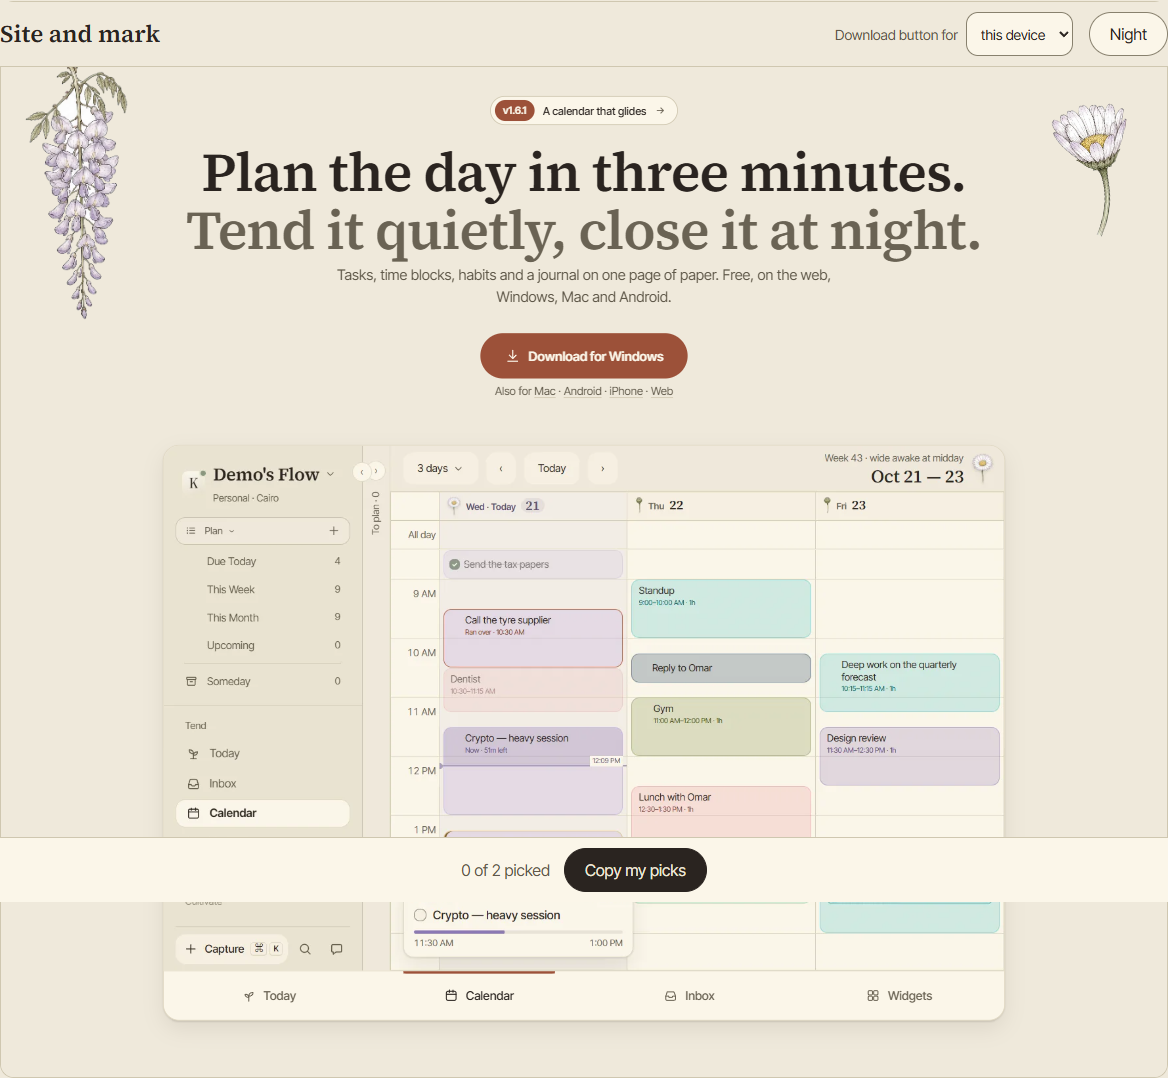 Site and mark
Download button for
this device
Night
v1.6.1 A calendar that glides →
Plan the day in three minutes.
Tend it quietly, close it at night.
Tasks, time blocks, habits and a journal on one page of paper. Free, on the web,
Windows, Mac and Android.
Download for Windows
Also for Mac · Android · iPhone · Web
K
Demo's Flow
Personal · Cairo
Plan
Due Today 4
This Week 9
This Month 9
Upcoming 0
Someday 0
Tend
Today
Inbox
Calendar
Cultivate
Capture ⌘ K
To plan · 0
3 days
Today
Week 43 · wide awake at midday
Oct 21 — 23
Wed · Today 21
Thu 22
Fri 23
All day
Send the tax papers
9 AM
10 AM
11 AM
12 PM
1 PM
Call the tyre supplier
Ran over · 10:30 AM
Dentist
10:30–11:15 AM
Crypto — heavy session
Now · 51m left
12:09 PM
Standup
9:00–10:00 AM · 1h
Reply to Omar
Gym
11:00 AM–12:00 PM · 1h
Lunch with Omar
12:30–1:30 PM · 1h
Deep work on the quarterly
forecast
10:15–11:15 AM · 1h
Design review
11:30 AM–12:30 PM · 1h
0 of 2 picked
Copy my picks
Crypto — heavy session
11:30 AM 1:00 PM
Today
Calendar
Inbox
Widgets